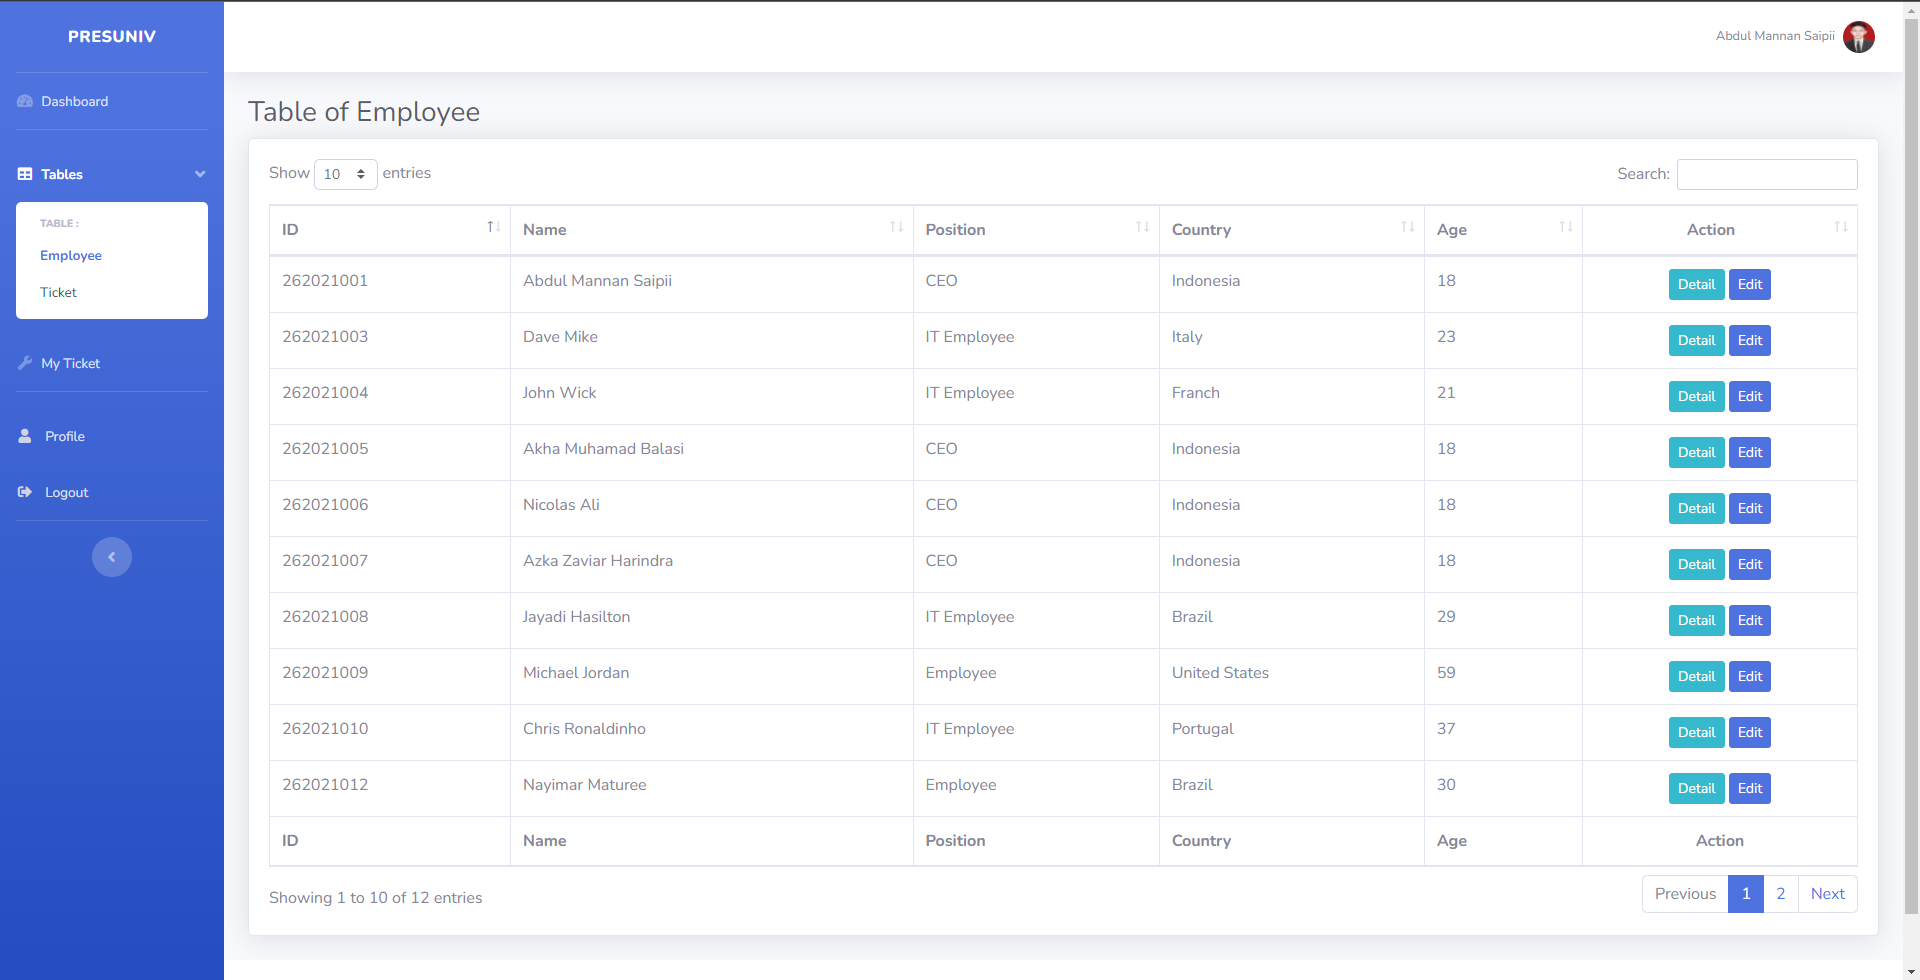 PRESUNIV
Abdul Mannan Saipii
Dashboard
Tables
TABLE :
Employee
Ticket
My Ticket
Profile
Logout
Table of Employee
Show 10 entries
Search:
ID Name Position Country Age Action
262021001 Abdul Mannan Saipii CEO Indonesia 18 Detail Edit
262021003 Dave Mike IT Employee Italy 23 Detail Edit
262021004 John Wick IT Employee Franch 21 Detail Edit
262021005 Akha Muhamad Balasi CEO Indonesia 18 Detail Edit
262021006 Nicolas Ali CEO Indonesia 18 Detail Edit
262021007 Azka Zaviar Harindra CEO Indonesia 18 Detail Edit
262021008 Jayadi Hasilton IT Employee Brazil 29 Detail Edit
262021009 Michael Jordan Employee United States 59 Detail Edit
262021010 Chris Ronaldinho IT Employee Portugal 37 Detail Edit
262021012 Nayimar Maturee Employee Brazil 30 Detail Edit
ID Name Position Country Age Action
Showing 1 to 10 of 12 entries
Previous 1 2 Next